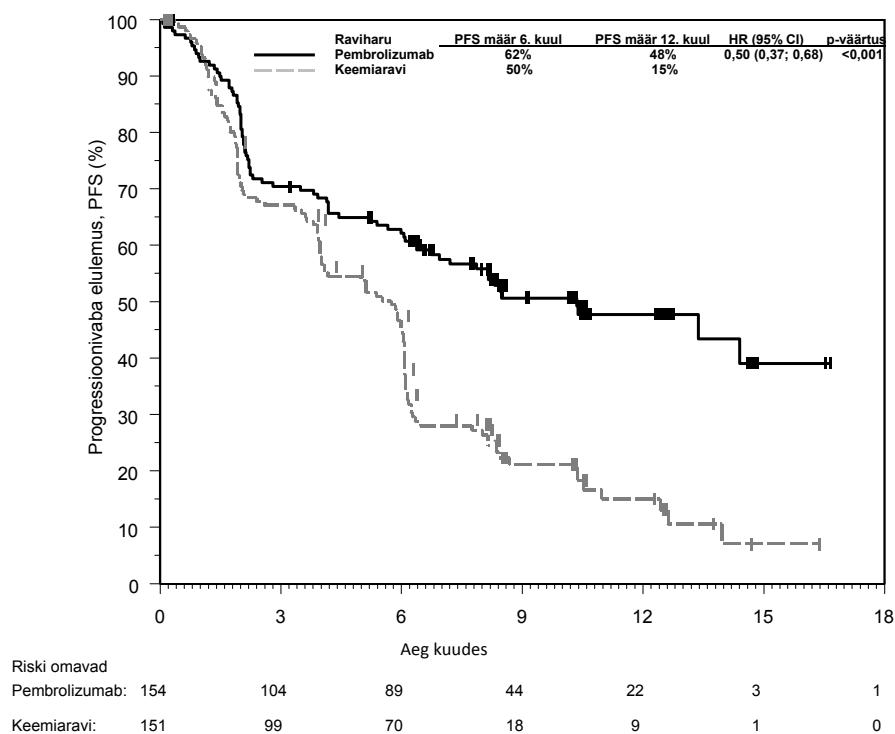 Raviharu PFS määr 6. kuul PFS määr 12. kuul HR (95% CI) p-väärtus
Pembrolizumab 62% 48% 0,50 (0,37; 0,68) <0,001
Keemiaravi 50% 15%
Progressioonivaba elulemus, PFS (%)
100
90
80
70
60
50
40
30
20
10
0
0 3 6 9 12 15 18
Aeg kuudes
Riski omavad
Pembrolizumab: 154 104 89 44 22 3 1
Keemiaravi: 151 99 70 18 9 1 0